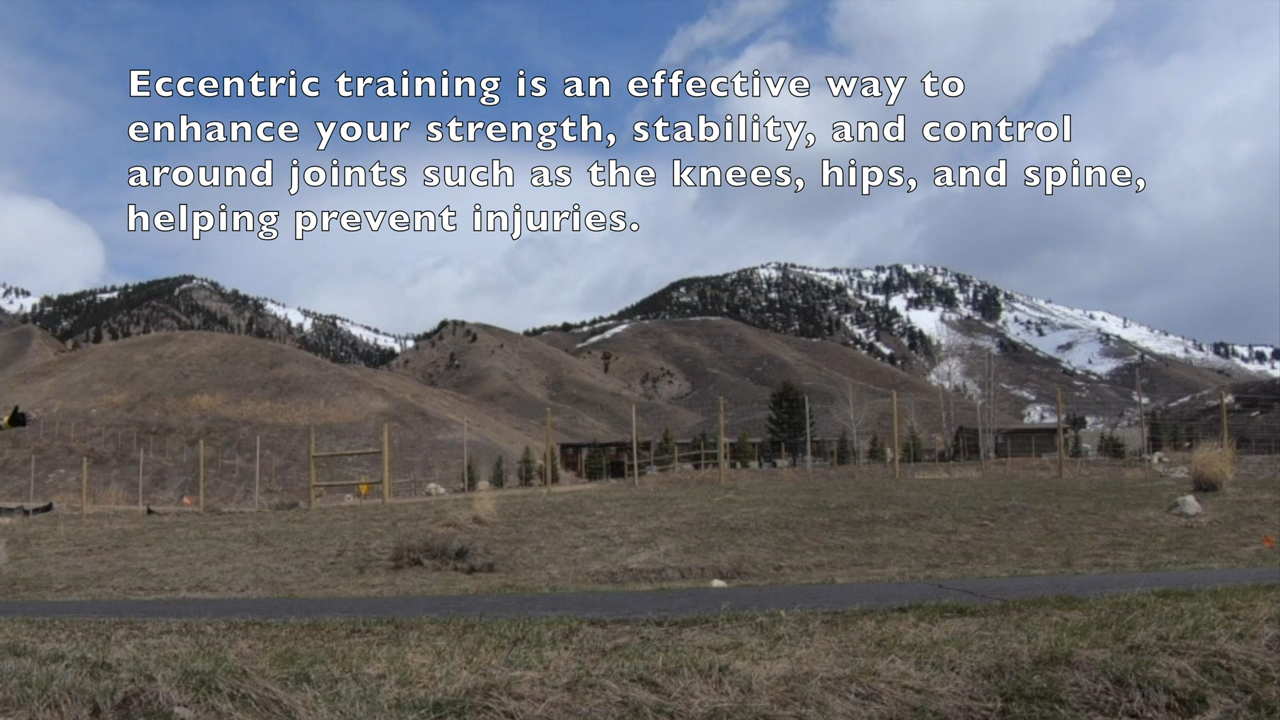 Eccentric training is an effective way to
enhance your strength, stability, and control
around joints such as the knees, hips, and spine,
helping prevent injuries.